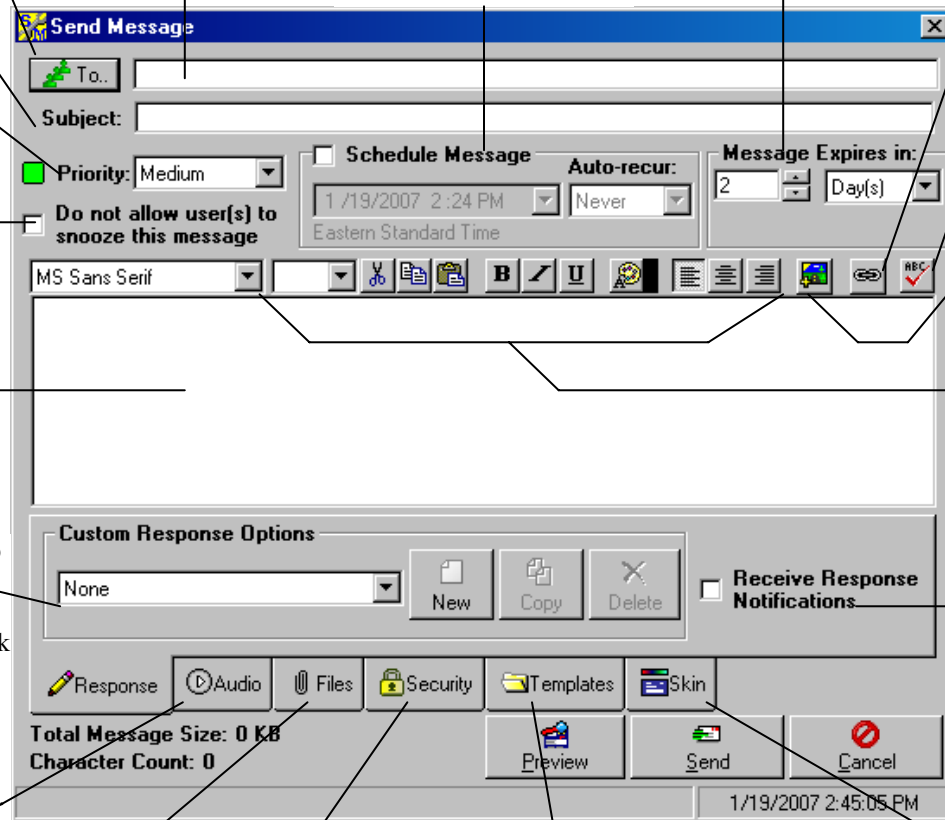 Send Message
To..
Subject:
Priority: Medium
Schedule Message
Auto-recur:
1 /19/2007 2 :24 PM
Never
Eastern Standard Time
Message Expires in:
2
Day(s)
Do not allow user(s) to
snooze this message
MS Sans Serif
B I U
A
ABC
Custom Response Options
None
New
Copy
Delete
Receive Response
Notifications
k
Response
Audio
Files
Security
Templates
Skin
Total Message Size: 0 KB
Character Count: 0
Preview
Send
Cancel
1/19/2007 2:45:05 PM